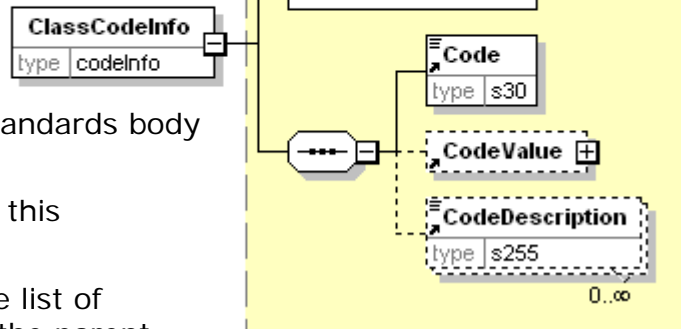 ClassCodeInfo
type codeInfo
andards body
this
e list of
the parent
Code
type s30
CodeValue
CodeDescription
type s255
0..∞